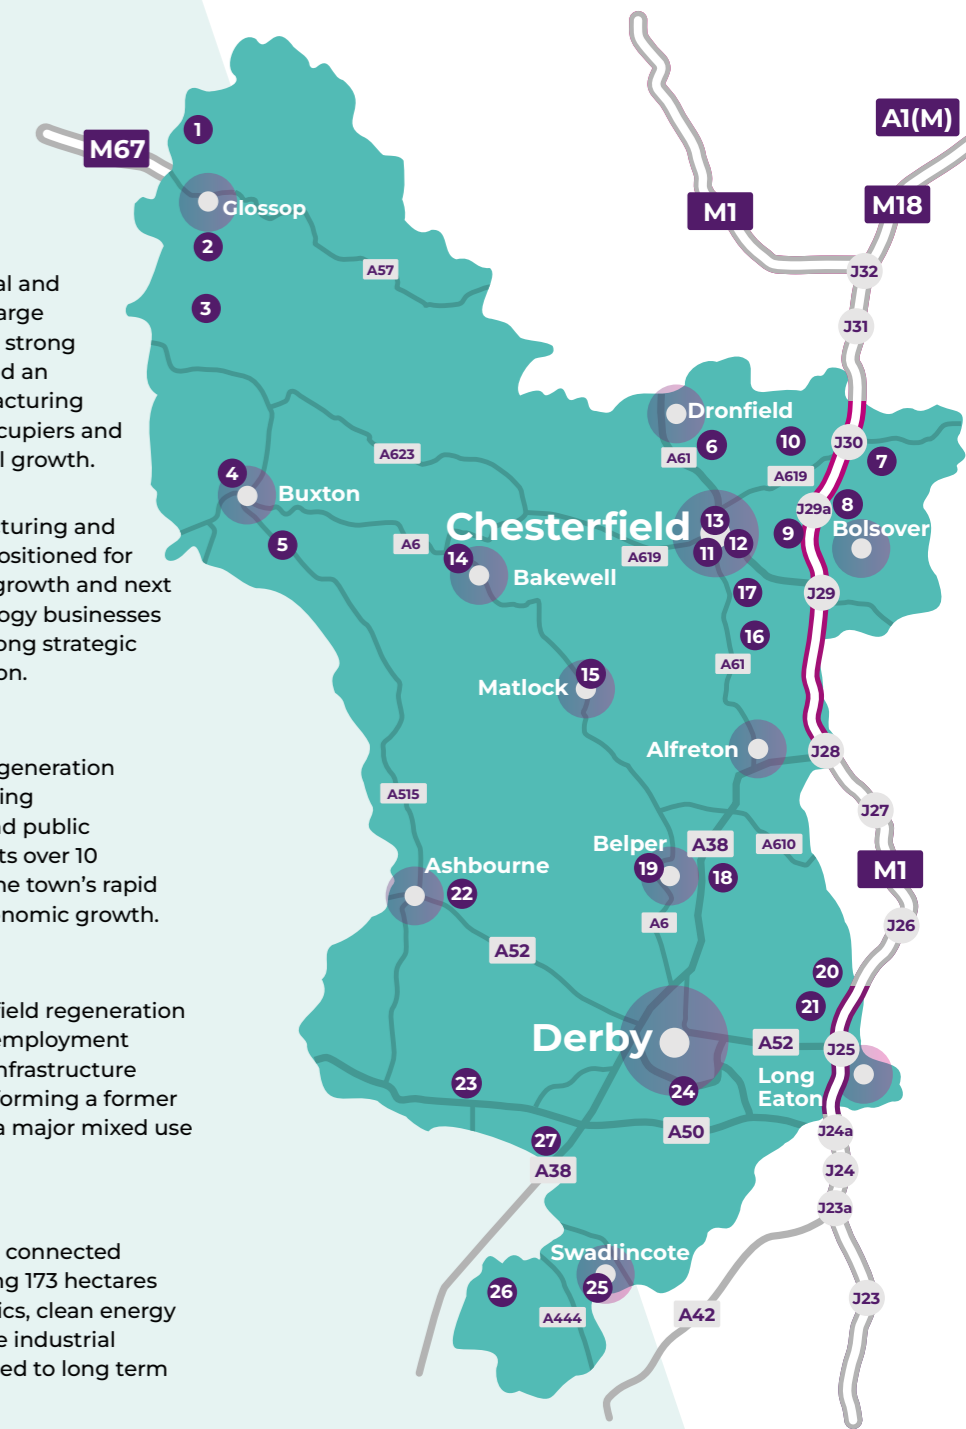 al and
arge
strong
d an
acturing
cupiers and
l growth.
turing and
ositioned for
growth and next
ogy businesses
ong strategic
on.
generation
ing
nd public
ts over 10
ne town's rapid
onomic growth.
field regeneration
employment
nfrastructure
forming a former
a major mixed use
connected
ng 173 hectares
ics, clean energy
e industrial
ed to long term
M67
1
Glossop
2
3
A57
A1(M)
M18
M1
J32
J31
Dronfield
6
10
J30
7
A61
A619
A623
4
Buxton
5
A6
14
Bakewell
Chesterfield
13
12
11
A619
J29a
8
9
Bolsover
J29
17
16
A61
15
Matlock
Alfreton
J28
J27
A515
Belper
A38
A610
19
18
M1
Ashbourne
22
A6
J26
A52
20
21
Derby
A52
J25
Long
Eaton
23
24
A50
J24a
27
A38
J24
J23a
Swadlincote
25
26
A444
A42
J23